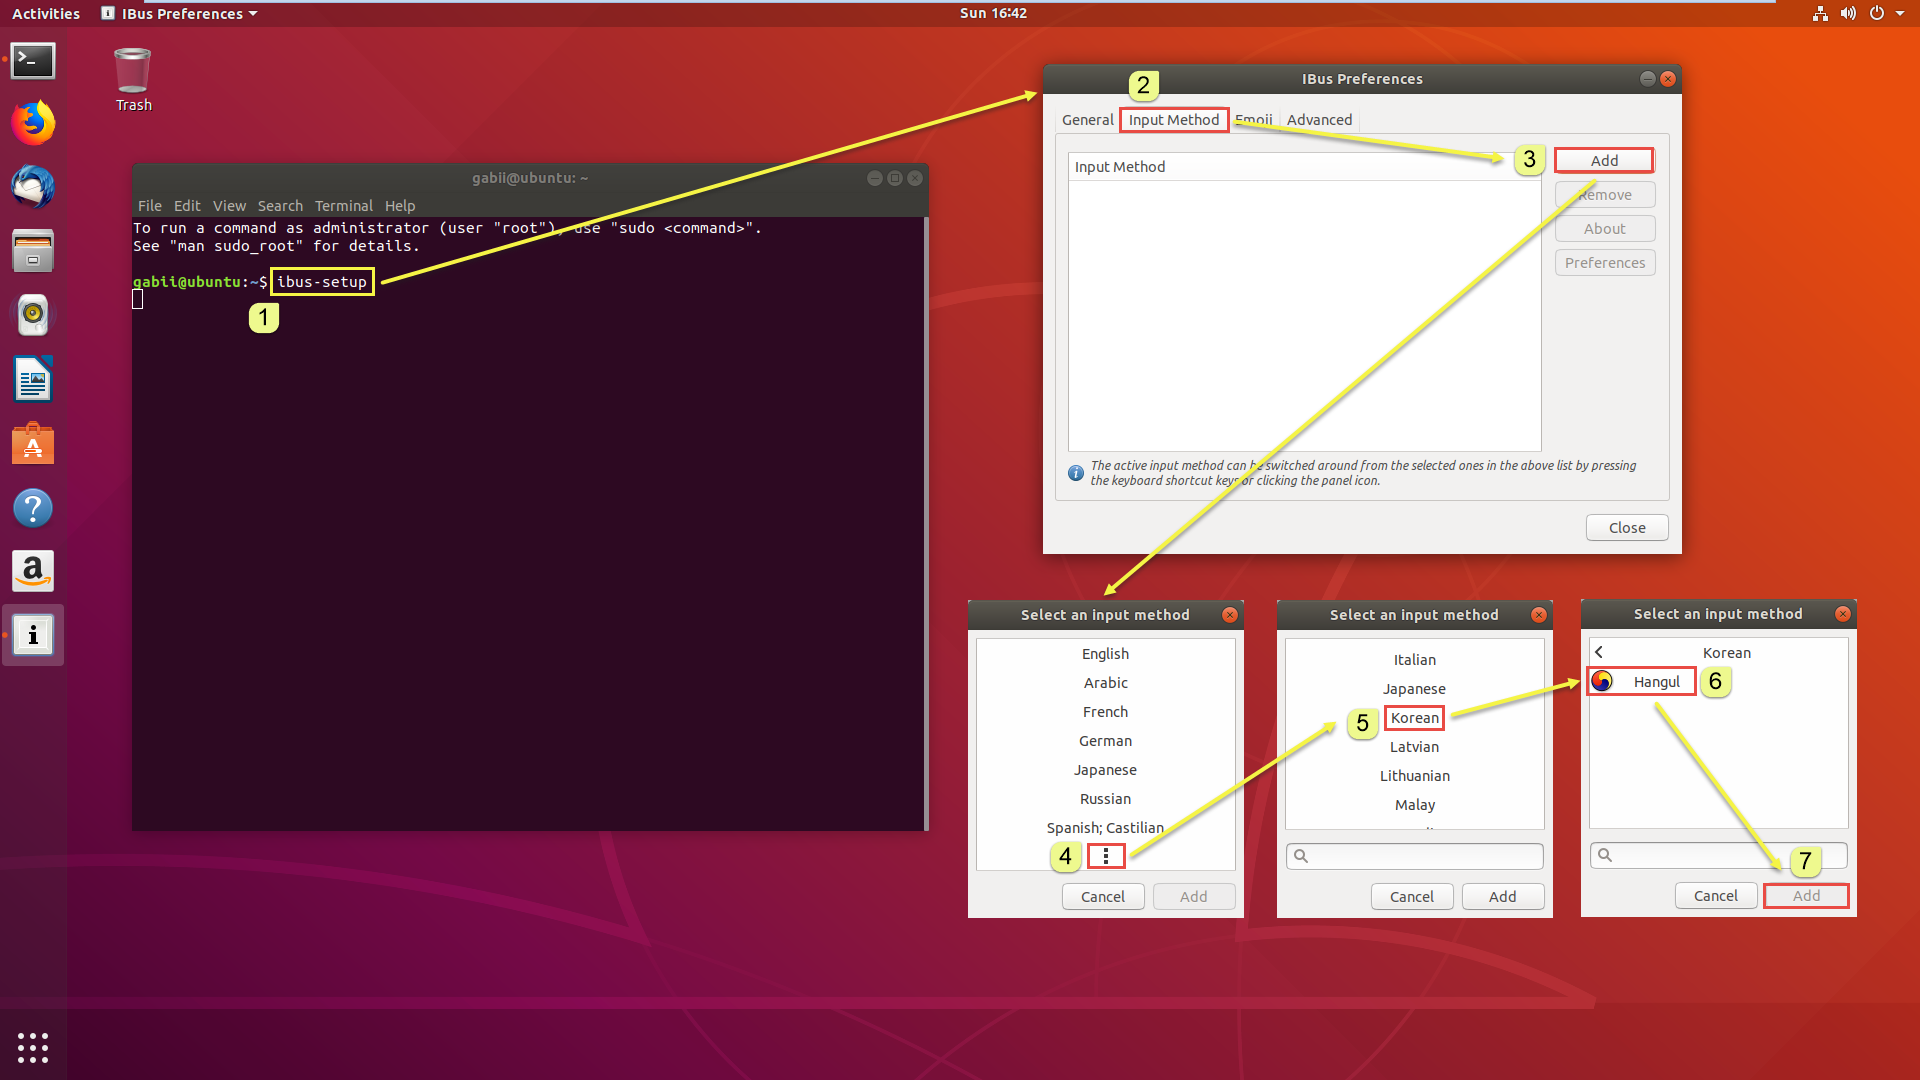 Activities
IBus Preferences
Sun 16:42
Trash
gabii@ubuntu: ~
File Edit View Search Terminal Help
To run a command as administrator (user "root"), use "sudo <command>".
See "man sudo_root" for details.
gabii@ubuntu:~$ ibus-setup
1
IBus Preferences
2
General Input Method Emoji Advanced
Input Method
3
Add
Remove
About
Preferences
The active input method can be switched around from the selected ones in the above list by pressing
the keyboard shortcut keys or clicking the panel icon.
Close
Select an input method
English
Arabic
French
German
Japanese
Russian
Spanish; Castilian
4
Cancel Add
Select an input method
Italian
Japanese
5
Korean
Latvian
Lithuanian
Malay
Cancel Add
Select an input method
Korean
Hangul
6
7
Cancel Add